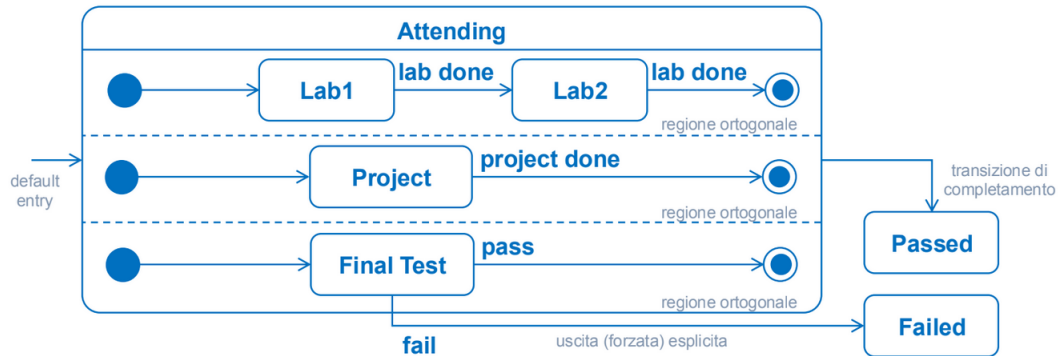 Attending
lab done
lab done
Lab1
Lab2
regione ortogonale
default
entry
project done
Project
regione ortogonale
transizione di
completamento
pass
Final Test
Passed
regione ortogonale
fail
uscita (forzata) esplicita
Failed